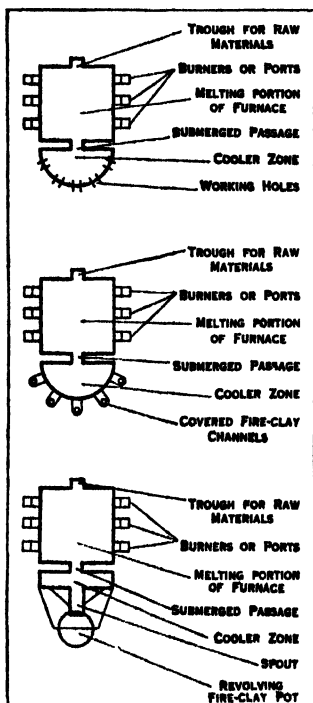 TROUGH FOR RAW
MATERIALS
BURNERS OR PORTS
MELTING PORTION
OF FURNACE
SUBMERGED PASSAGE
COOLER ZONE
WORKING HOLES
TROUGH FOR RAW
MATERIALS
BURNERS OR PORTS
MELTING PORTION
OF FURNACE
SUBMERGED PASSAGE
COOLER ZONE
COVERED FIRE-CLAY
CHANNELS
TROUGH FOR RAW
MATERIALS
BURNERS OR PORTS
MELTING PORTION
OF FURNACE
SUBMERGED PASSAGE
COOLER ZONE
SPOUT
REVOLVING
FIRE-CLAY POT